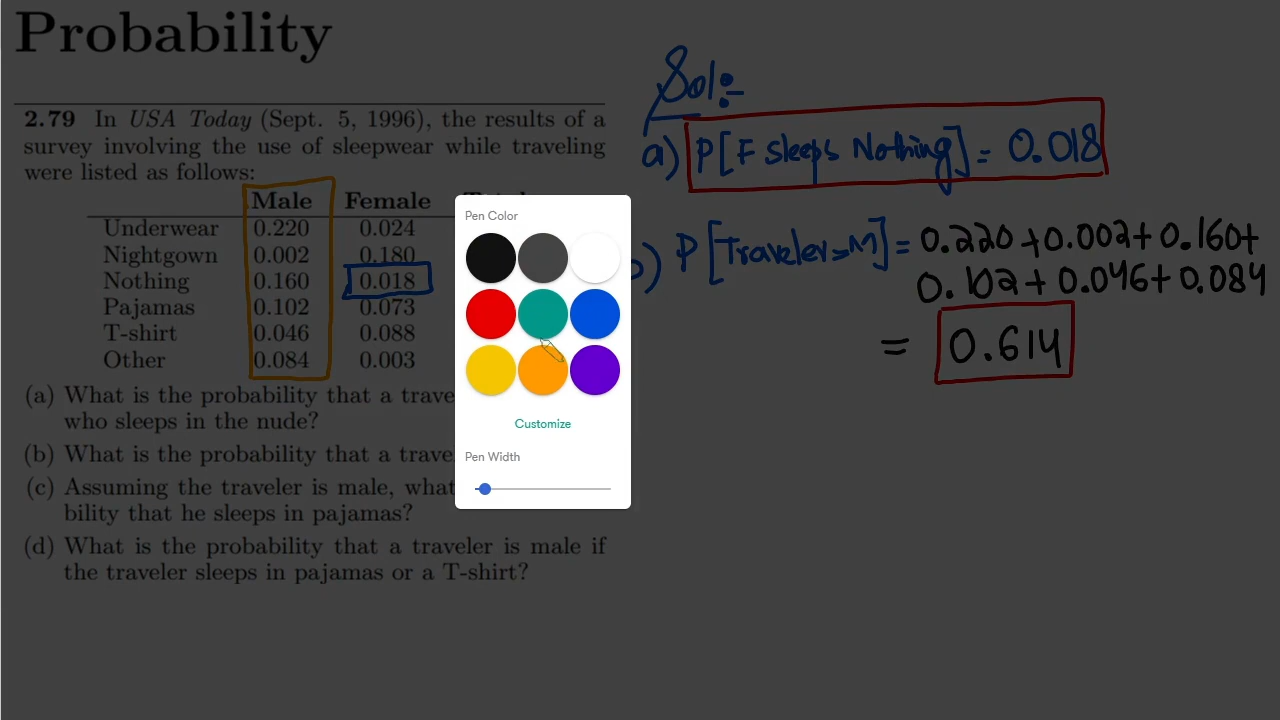 Probability
2.79 In USA Today (Sept. 5, 1996), the results of a
survey involving the use of sleepwear while traveling
were listed as follows:
Male Female
Underwear 0.220 0.024
Nightgown 0.002 0.180
Nothing 0.160 0.018
Pajamas 0.102 0.073
T-shirt 0.046 0.088
Other 0.084 0.003
(a) What is the probability that a trave
who sleeps in the nude?
(b) What is the probability that a trave
(c) Assuming the traveler is male, what
bility that he sleeps in pajamas?
(d) What is the probability that a traveler is male if
the traveler sleeps in pajamas or a T-shirt?
Pen Color
Customize
Pen Width
Sol:-
a) P[F sleeps Nothing] = 0.018
b) P[Traveler=M] = 0.220+0.002+0.160+
0.102+0.046+0.084
= 0.614